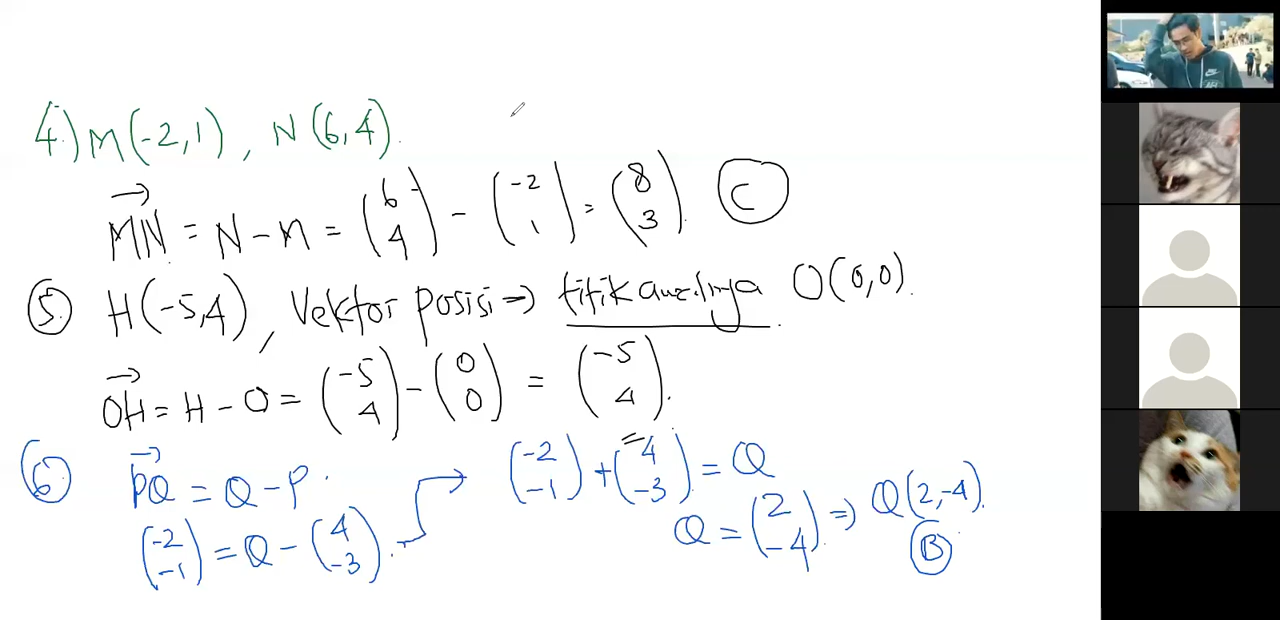 4.) M(-2,1), N(6,4).
MN = N - M = (6 4) - (-2 1) = (8 3). C
5. H(-5,4), Vektor posisi ⇒ titik awalnya O(0,0).
OH = H - O = (-5 4) - (0 0) = (-5 4).
6 PQ = Q - P.
(-2 -1) = Q - (4 -3).
→ (-2 -1) + (4 -3) = Q
Q = (2 -4). ⇒ Q(2,-4).
B